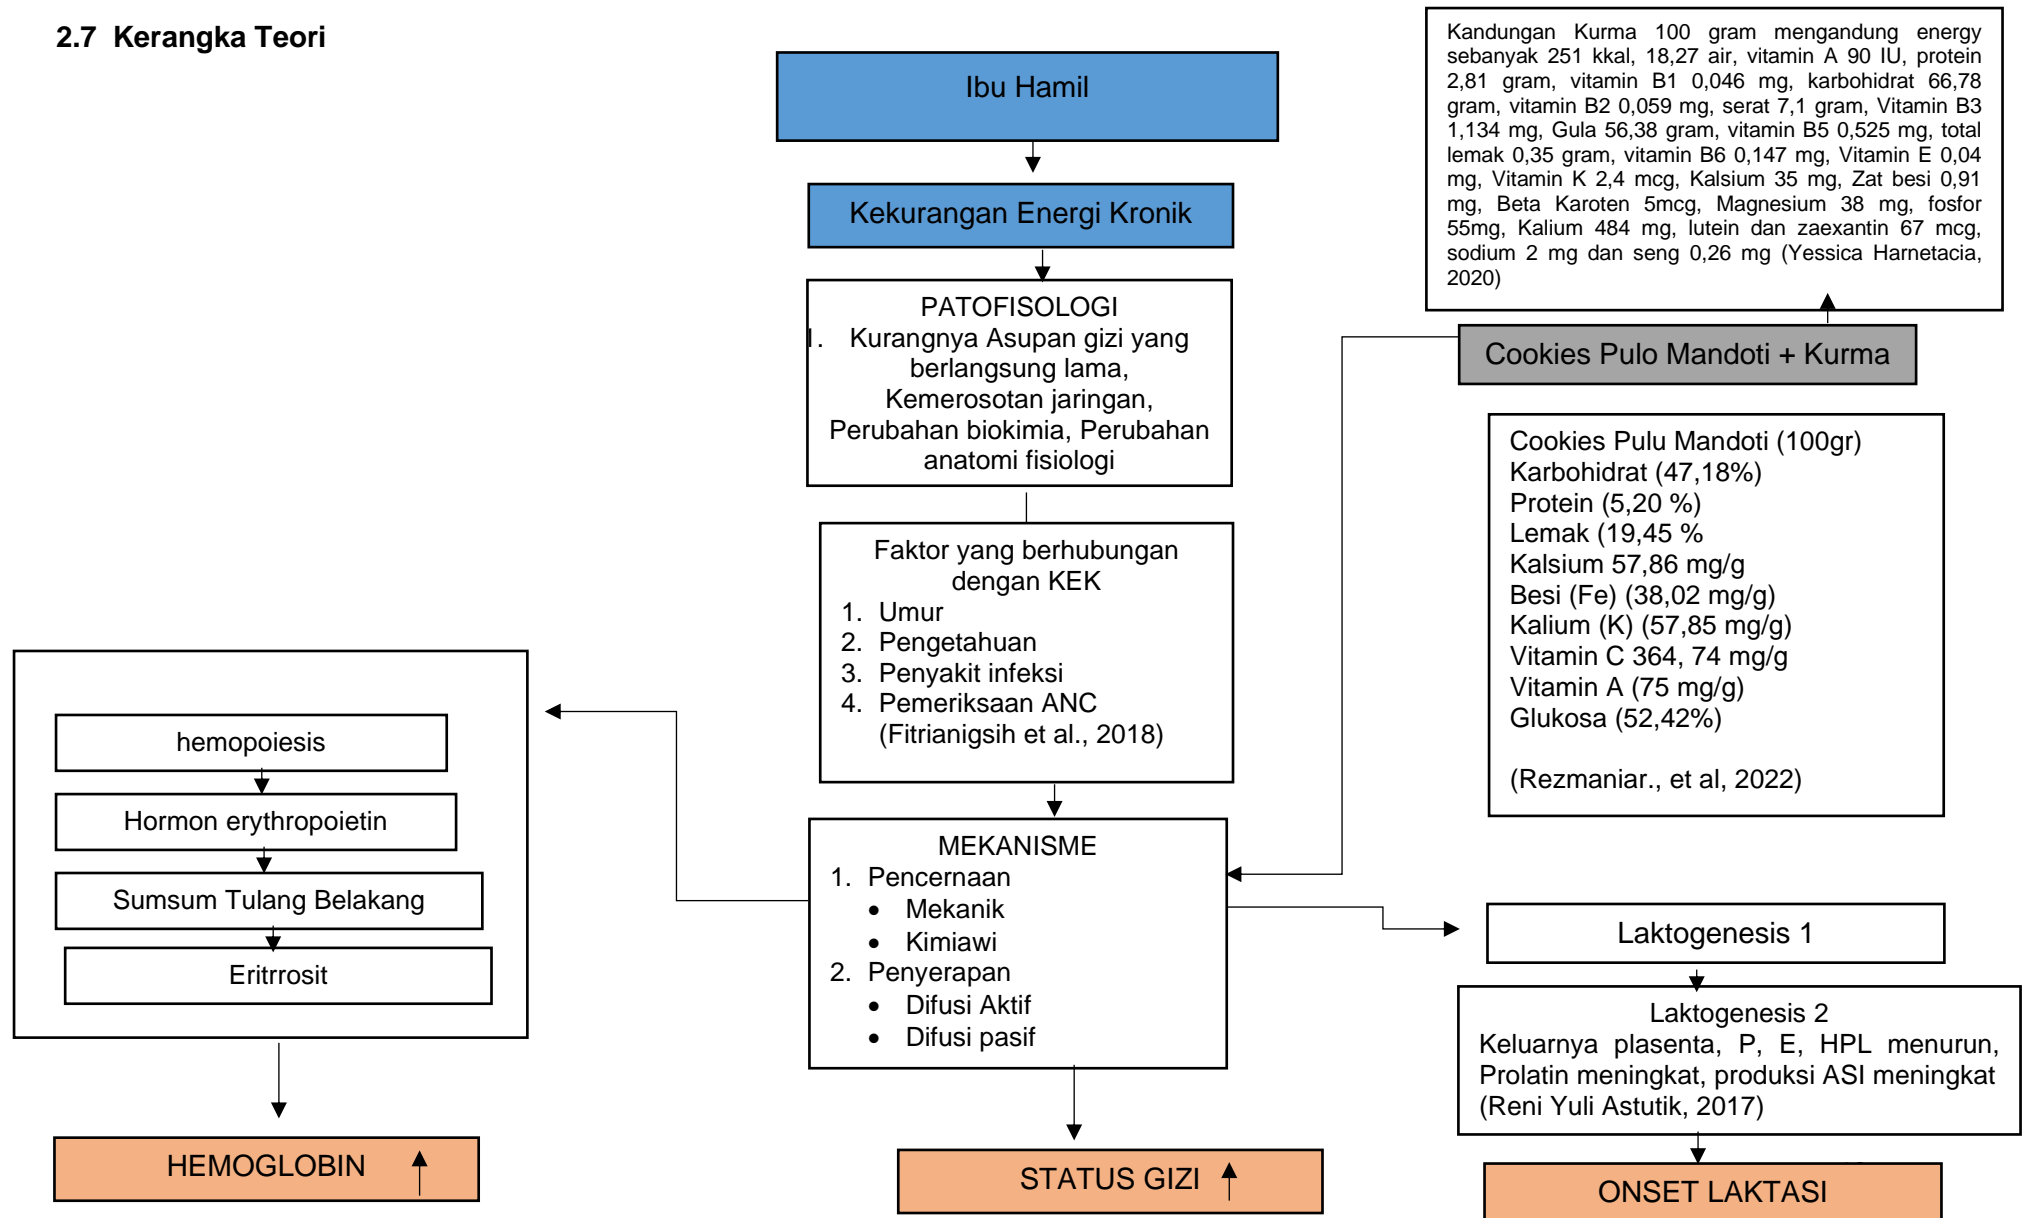 2.7 Kerangka Teori
Ibu Hamil
Kekurangan Energi Kronik
PATOFISOLOGI
1. Kurangnya Asupan gizi yang
berlangsung lama,
Kemerosotan jaringan,
Perubahan biokimia, Perubahan
anatomi fisiologi
Faktor yang berhubungan
dengan KEK
1. Umur
2. Pengetahuan
3. Penyakit infeksi
4. Pemeriksaan ANC
(Fitrianigsih et al., 2018)
MEKANISME
1. Pencernaan
• Mekanik
• Kimiawi
2. Penyerapan
• Difusi Aktif
• Difusi pasif
STATUS GIZI
hemopoiesis
Hormon erythropoietin
Sumsum Tulang Belakang
Eritrrosit
HEMOGLOBIN
Kandungan Kurma 100 gram mengandung energy
sebanyak 251 kkal, 18,27 air, vitamin A 90 IU, protein
2,81 gram, vitamin B1 0,046 mg, karbohidrat 66,78
gram, vitamin B2 0,059 mg, serat 7,1 gram, Vitamin B3
1,134 mg, Gula 56,38 gram, vitamin B5 0,525 mg, total
lemak 0,35 gram, vitamin B6 0,147 mg, Vitamin E 0,04
mg, Vitamin K 2,4 mcg, Kalsium 35 mg, Zat besi 0,91
mg, Beta Karoten 5mcg, Magnesium 38 mg, fosfor
55mg, Kalium 484 mg, lutein dan zaexantin 67 mcg,
sodium 2 mg dan seng 0,26 mg (Yessica Harnetacia,
2020)
Cookies Pulo Mandoti + Kurma
Cookies Pulu Mandoti (100gr)
Karbohidrat (47,18%)
Protein (5,20 %)
Lemak (19,45 %
Kalsium 57,86 mg/g
Besi (Fe) (38,02 mg/g)
Kalium (K) (57,85 mg/g)
Vitamin C 364, 74 mg/g
Vitamin A (75 mg/g)
Glukosa (52,42%)
(Rezmaniar., et al, 2022)
Laktogenesis 1
Laktogenesis 2
Keluarnya plasenta, P, E, HPL menurun,
Prolatin meningkat, produksi ASI meningkat
(Reni Yuli Astutik, 2017)
ONSET LAKTASI